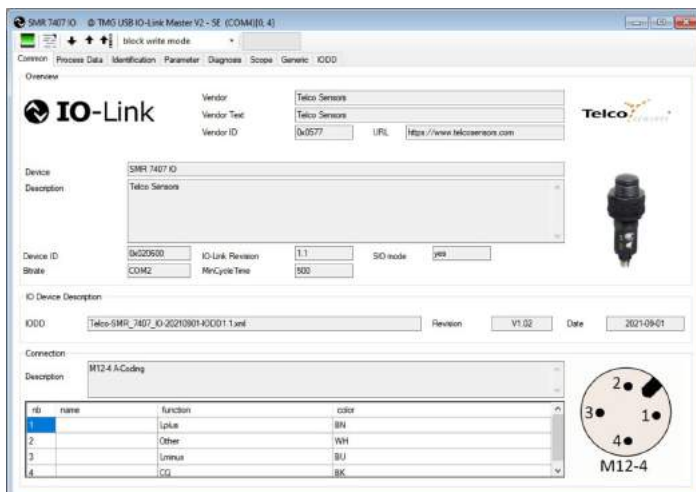 SMR 7407 IO @ TMG USB IO-Link Master V2 - SE (COM4)[0, 4]
block write mode
Common Process Data Identification Parameter Diagnosis Scope Generic IODD
Overview
IO-Link
Vendor Telco Sensors
Vendor Text Telco Sensors
Vendor ID 0x0577 URL https://www.telcosensors.com
Telco
SENSORS
Device SMR 7407 IO
Description Telco Sensors
Device ID 0x020600 IO-Link Revision 1.1 SIO mode yes
Bitrate COM2 MinCycleTime 500
IO Device Description
IODD Telco-SMR_7407_IO-20210901-IODD1.1.xml Revision V1.02 Date 2021-09-01
Connection
Description M12-4 A-Coding
nb name function color
1 Lplus BN
2 Other WH
3 Lminus BU
4 CQ BK
2
3 1
4
M12-4